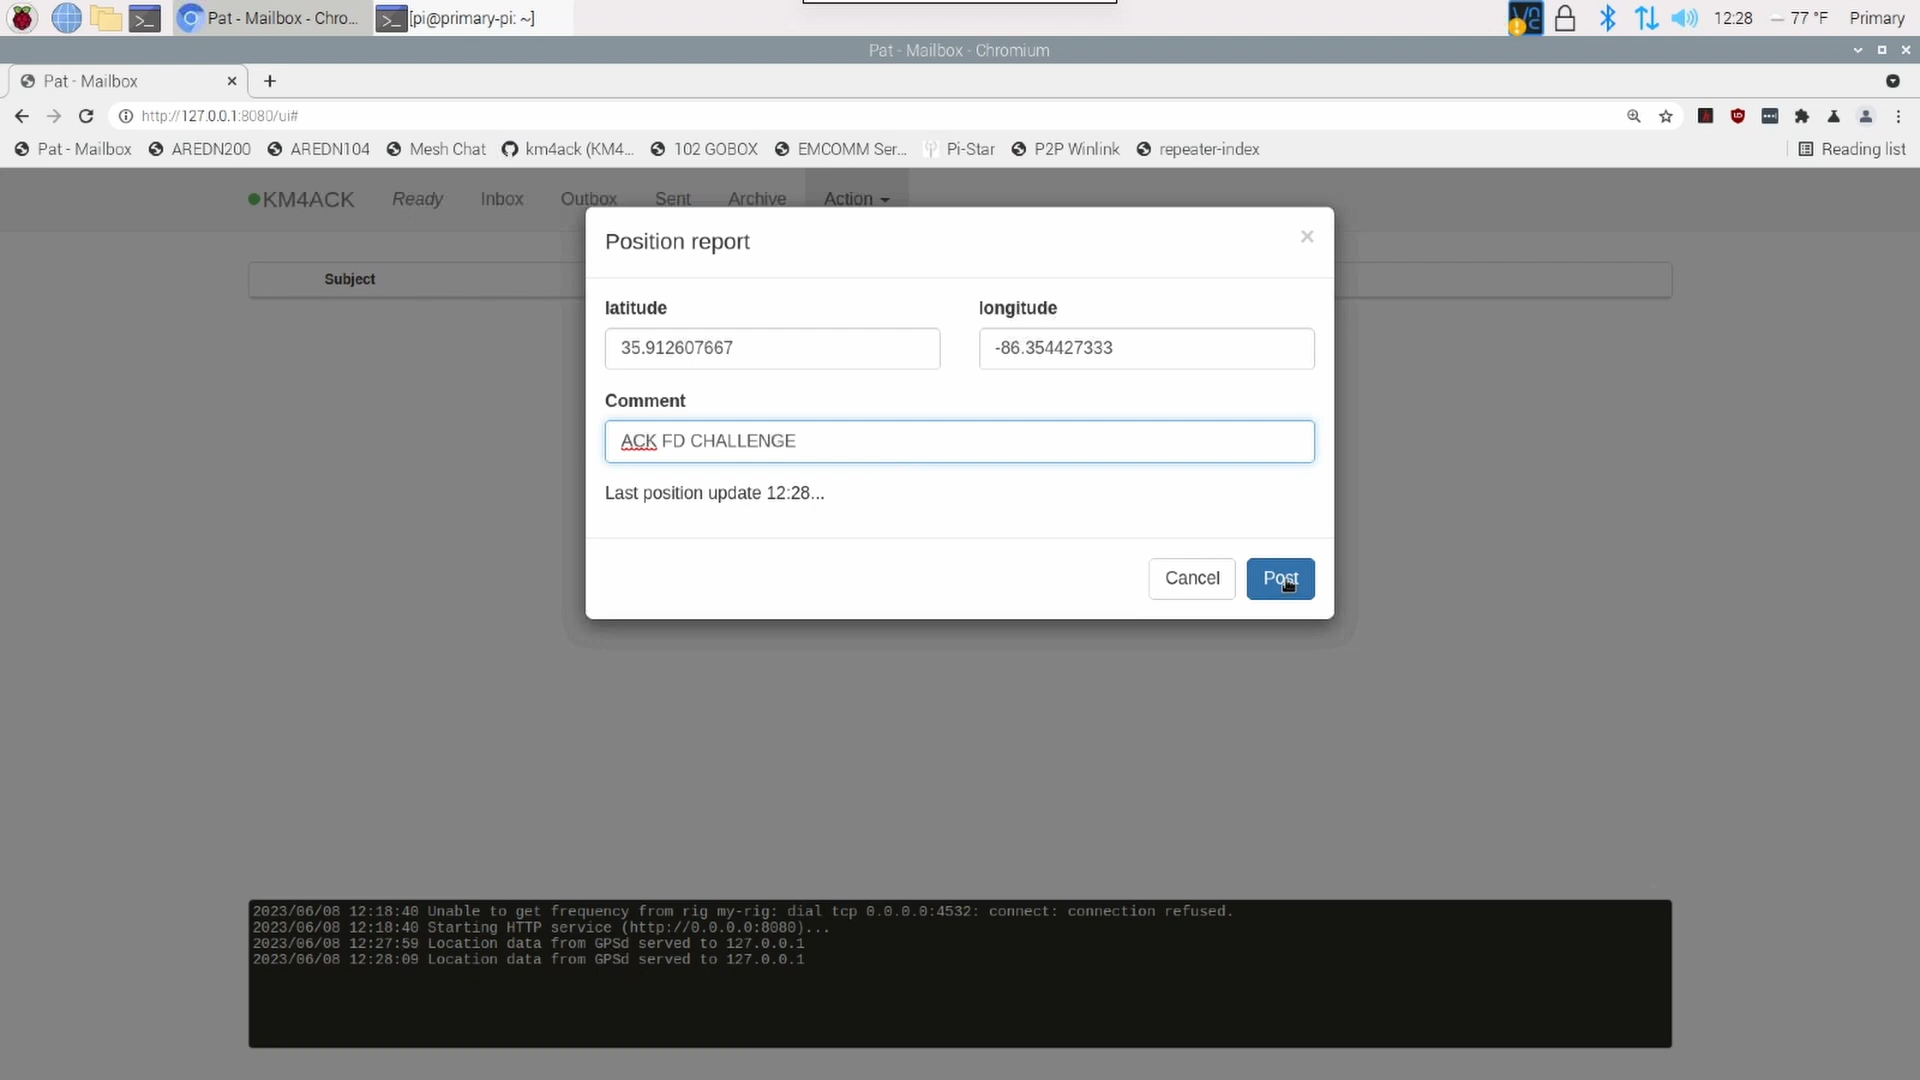 Pat - Mailbox - Chro... [pi@primary-pi: ~] 12:28 77 °F Primary
Pat - Mailbox - Chromium
Pat - Mailbox
http://127.0.0.1:8080/ui#
Pat - Mailbox AREDN200 AREDN104 Mesh Chat km4ack (KM4... 102 GOBOX EMCOMM Ser... Pi-Star P2P Winlink repeater-index Reading list
KM4ACK Ready Inbox Outbox Sent Archive Action
Subject
Position report ×
latitude longitude
35.912607667 -86.354427333
Comment
ACK FD CHALLENGE
Last position update 12:28...
Cancel Post
2023/06/08 12:18:40 Unable to get frequency from rig my-rig: dial tcp 0.0.0.0:4532: connect: connection refused.
2023/06/08 12:18:40 Starting HTTP service (http://0.0.0.0:8080)...
2023/06/08 12:27:59 Location data from GPSd served to 127.0.0.1
2023/06/08 12:28:09 Location data from GPSd served to 127.0.0.1